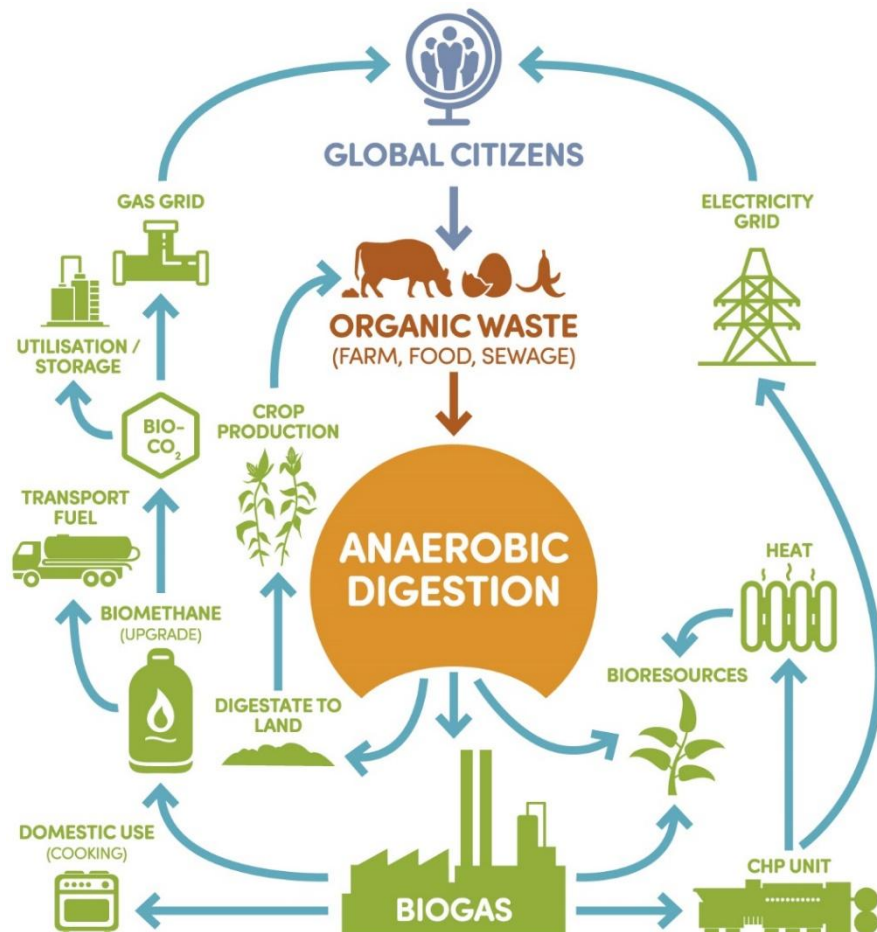 GLOBAL CITIZENS
GAS GRID
ELECTRICITY
GRID
ORGANIC WASTE
(FARM, FOOD, SEWAGE)
UTILISATION /
STORAGE
BIO-
CO₂
CROP
PRODUCTION
TRANSPORT
FUEL
ANAEROBIC
DIGESTION
HEAT
BIOMETHANE
(UPGRADE)
DIGESTATE TO
LAND
BIORESOURCES
DOMESTIC USE
(COOKING)
BIOGAS
CHP UNIT